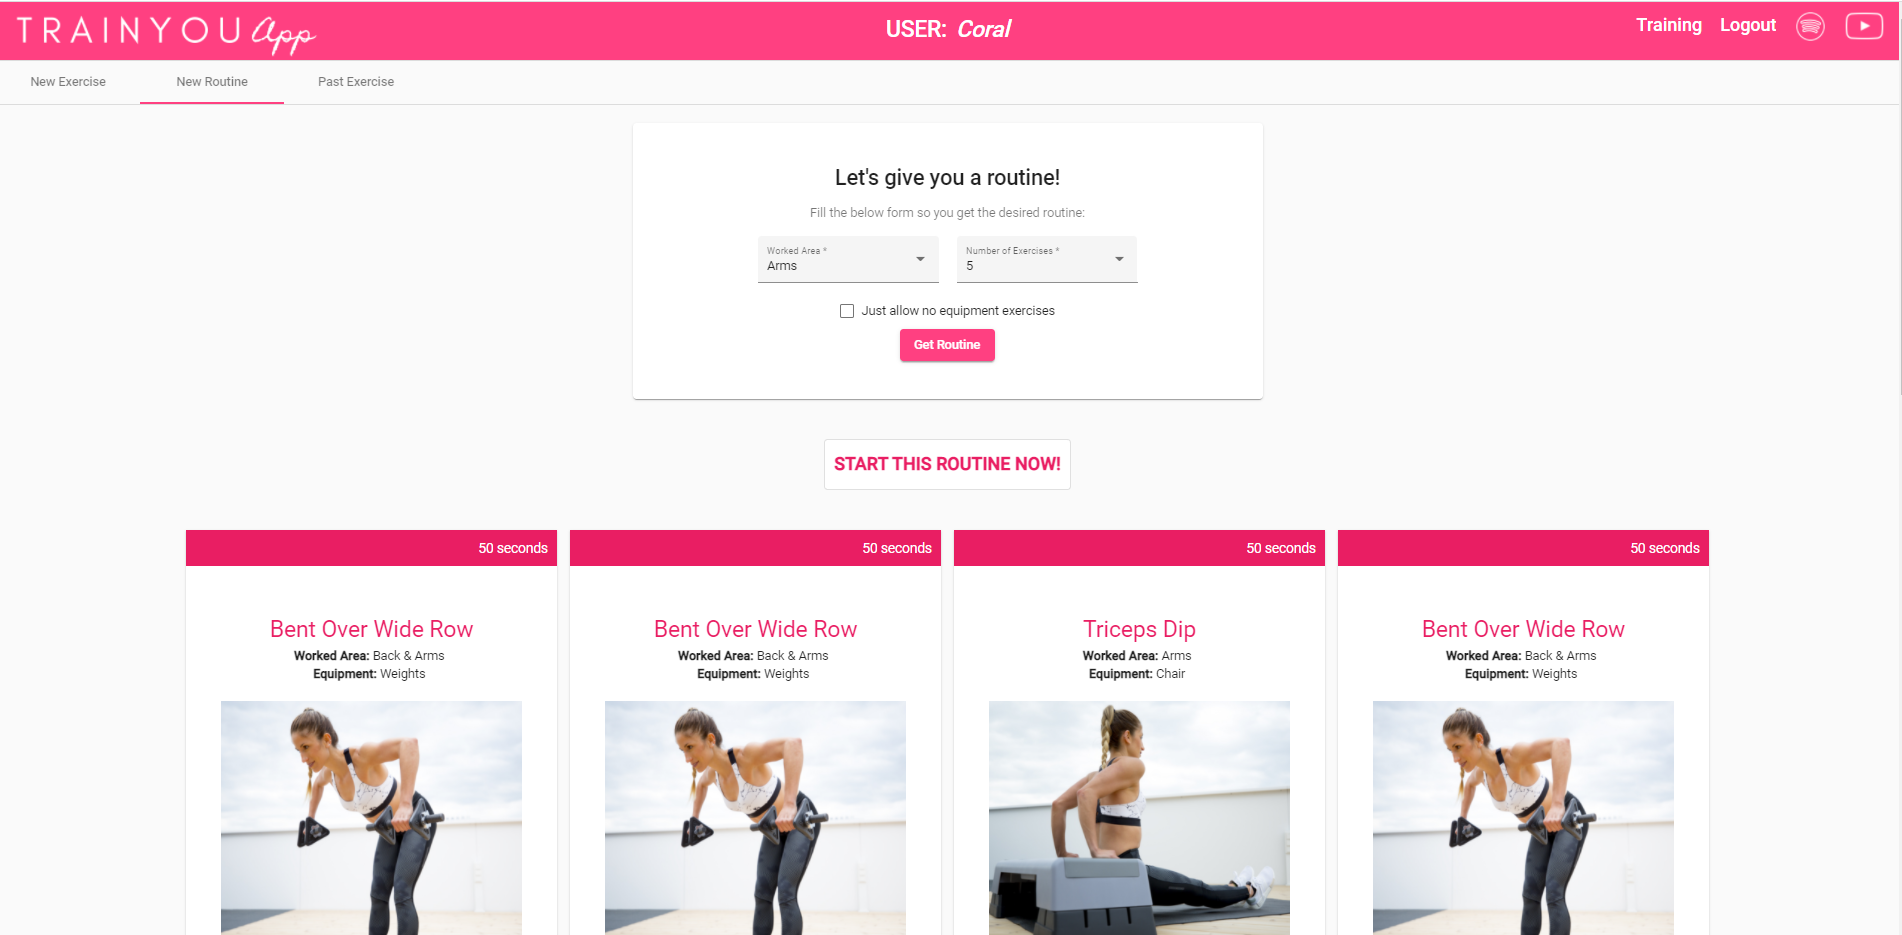 TRAINYOU App
USER: Coral
Training Logout
New Exercise New Routine Past Exercise
Let's give you a routine!
Fill the below form so you get the desired routine:
Worked Area * Number of Exercises *
Arms 5
Just allow no equipment exercises
Get Routine
START THIS ROUTINE NOW!
50 seconds 50 seconds 50 seconds 50 seconds
Bent Over Wide Row Bent Over Wide Row Triceps Dip Bent Over Wide Row
Worked Area: Back & Arms Worked Area: Back & Arms Worked Area: Arms Worked Area: Back & Arms
Equipment: Weights Equipment: Weights Equipment: Chair Equipment: Weights